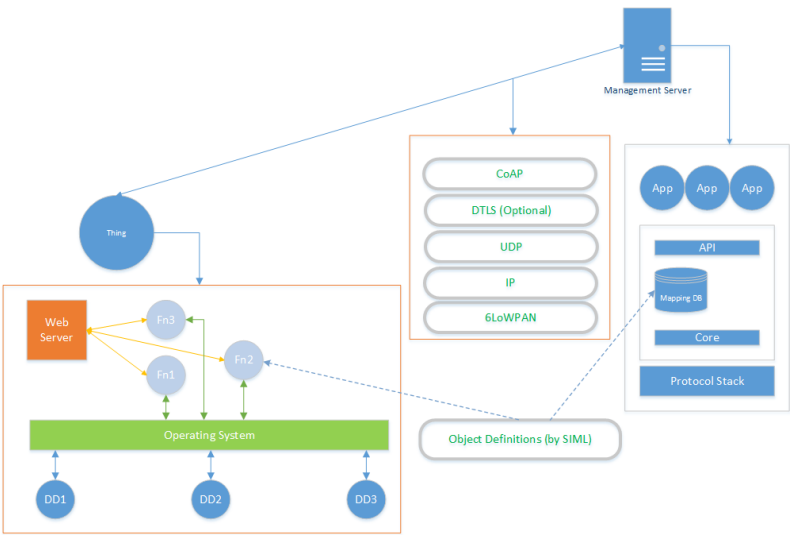 Management Server
CoAP
DTLS (Optional)
UDP
IP
6LoWPAN
App
App
App
API
Mapping DB
Core
Protocol Stack
Thing
Web
Server
Fn3
Fn2
Fn1
Operating System
DD1
DD2
DD3
Object Definitions (by SIML)